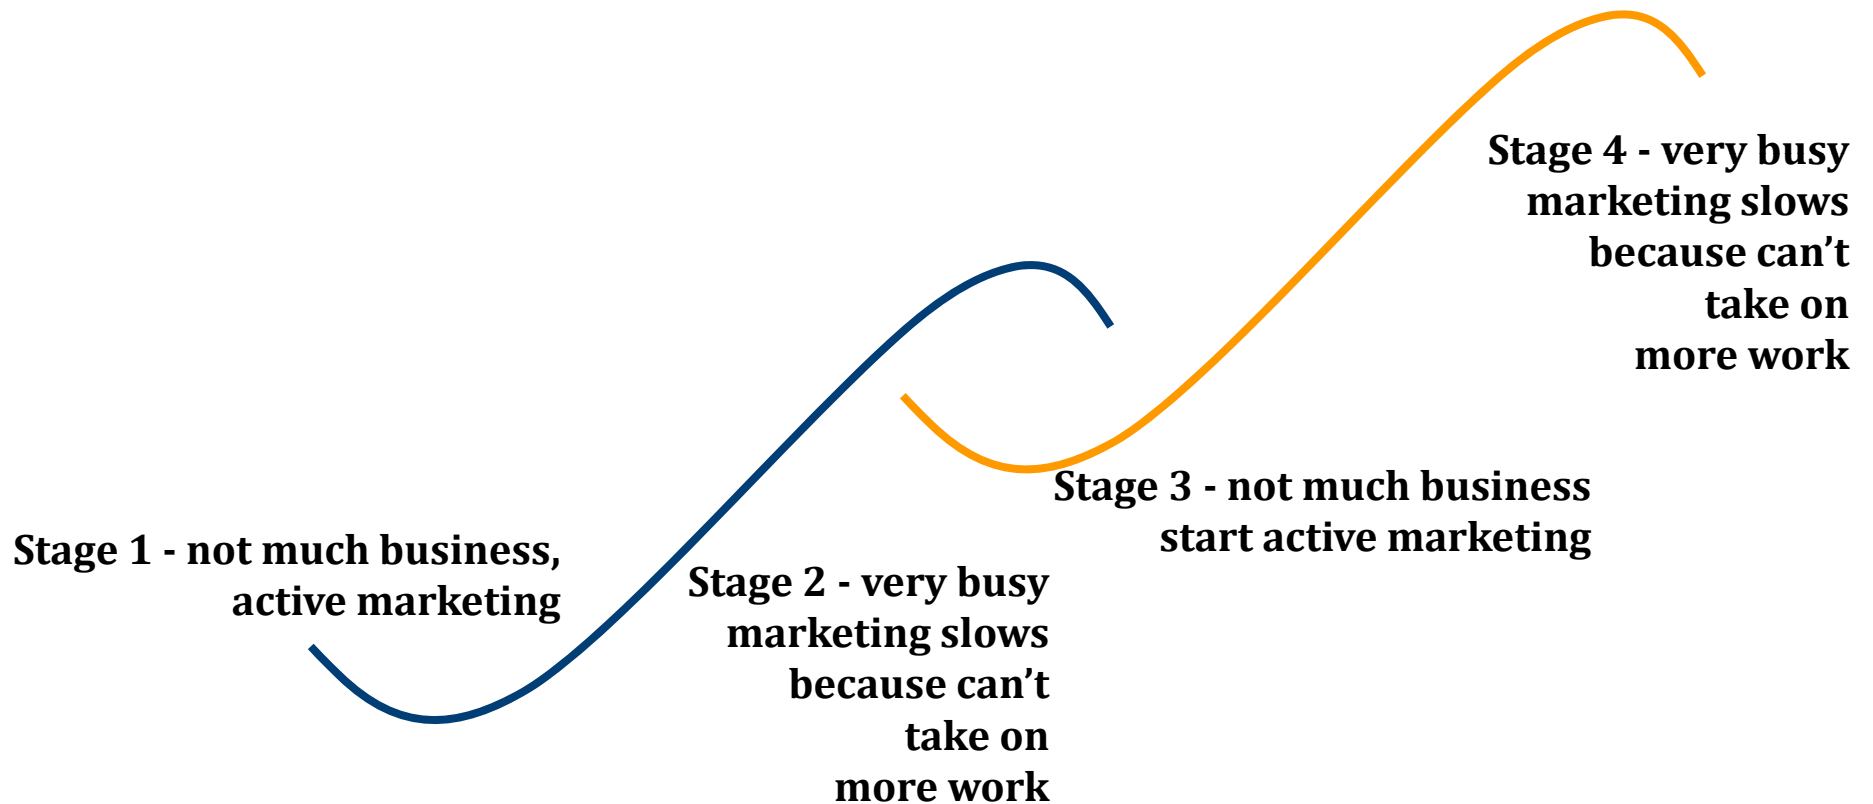 Stage 1 - not much business,
active marketing
Stage 2 - very busy
marketing slows
because can’t
take on
more work
Stage 3 - not much business
start active marketing
Stage 4 - very busy
marketing slows
because can’t
take on
more work